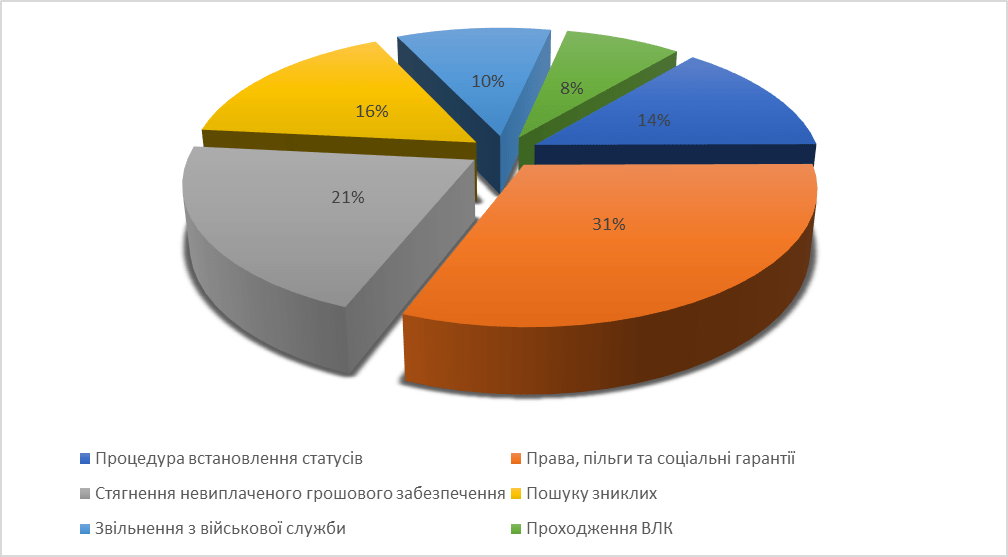 10%
8%
16%
14%
21%
31%
Процедура встановлення статусів
Права, пільги та соціальні гарантії
Стягнення невиплаченого грошового забезпечення
Пошуку зниклих
Звільнення з військової служби
Проходження ВЛК